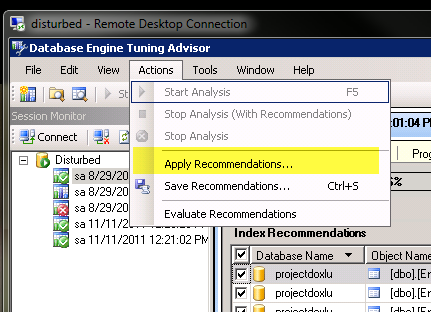 disturbed - Remote Desktop Connection
Database Engine Tuning Advisor
File Edit View Actions Tools Window Help
Start Analysis F5
Stop Analysis (With Recommendations)
Stop Analysis
Apply Recommendations...
Save Recommendations... Ctrl+S
Evaluate Recommendations
Session Monitor
Connect
Disturbed
sa 8/29/20
sa 8/29/20
sa 8/29/20
sa 11/11/2
sa 11/11/2011 12:21:02 PM
:01:04 PM
Prog
%
Index Recommendations
Database Name Object Name
projectdoxlu [dbo].[Er
projectdoxlu [dbo].[Er
projectdoxlu [dbo].[Er